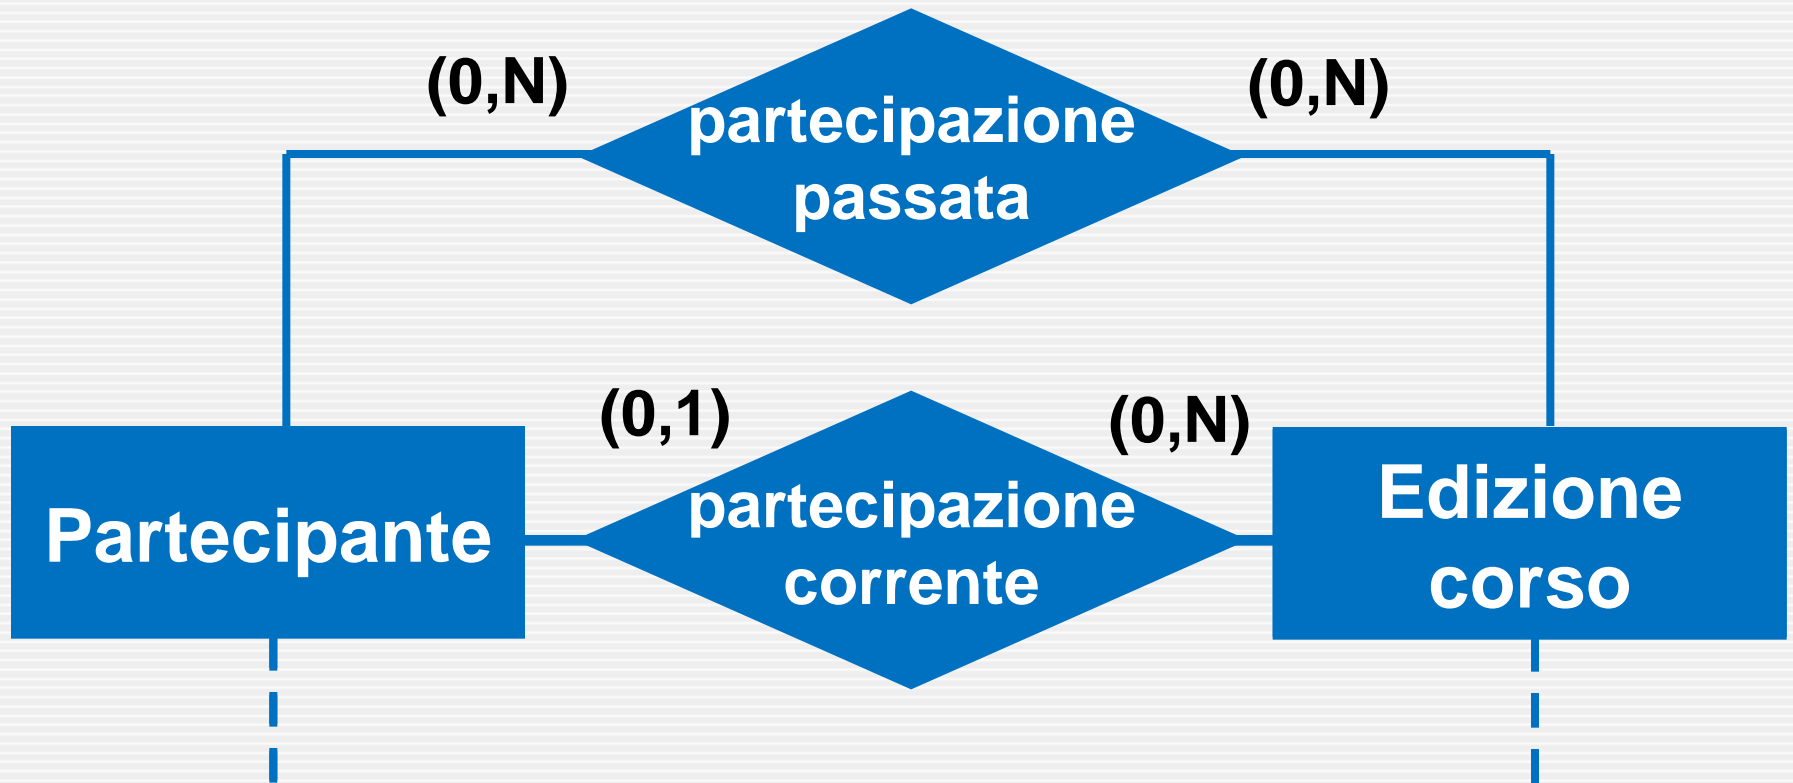 (0,N)
(0,N)
partecipazione
passata
(0,1)
(0,N)
Partecipante
partecipazione
corrente
Edizione
corso